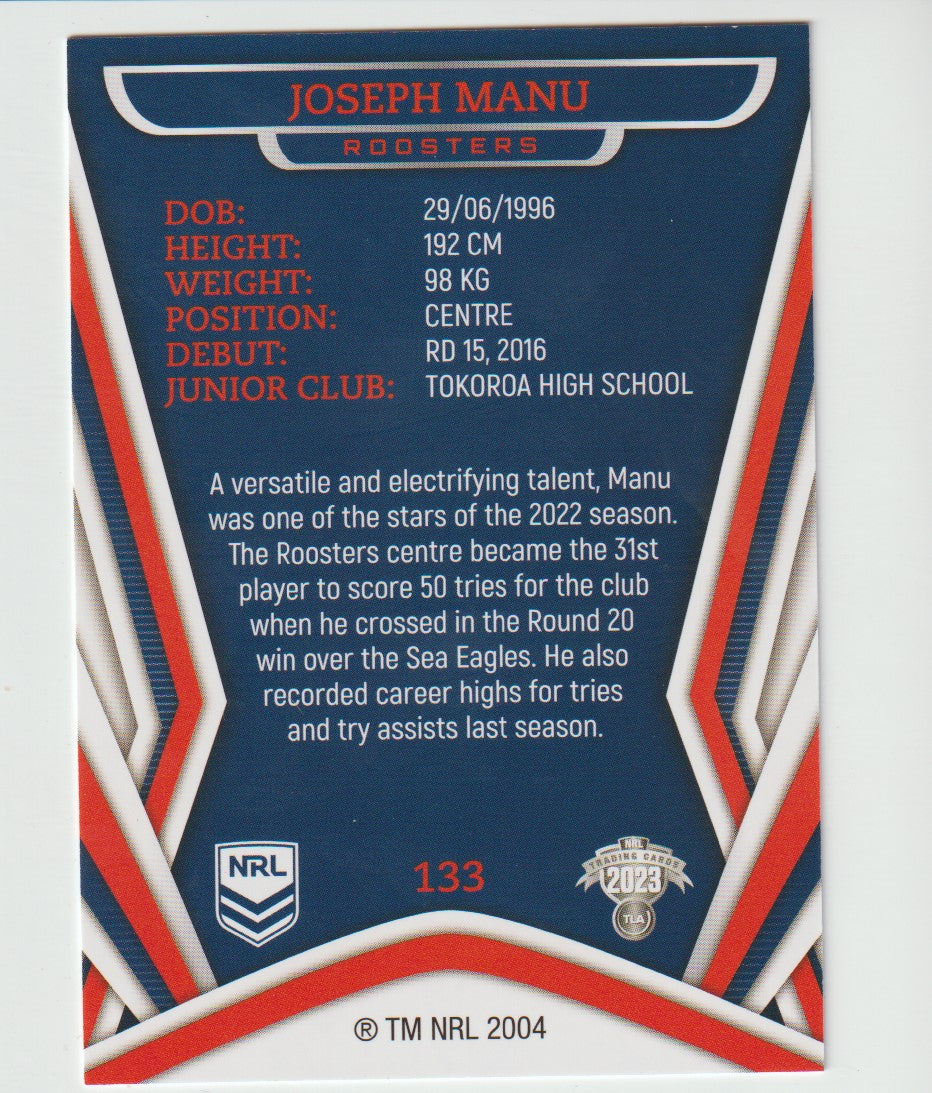 JOSEPH MANU
ROOSTERS
DOB: 29/06/1996
HEIGHT: 192 CM
WEIGHT: 98 KG
POSITION: CENTRE
DEBUT: RD 15, 2016
JUNIOR CLUB: TOKOROA HIGH SCHOOL
A versatile and electrifying talent, Manu
was one of the stars of the 2022 season.
The Roosters centre became the 31st
player to score 50 tries for the club
when he crossed in the Round 20
win over the Sea Eagles. He also
recorded career highs for tries
and try assists last season.
NRL
133
NRL
TRADING CARDS
2023
TLA
® TM NRL 2004